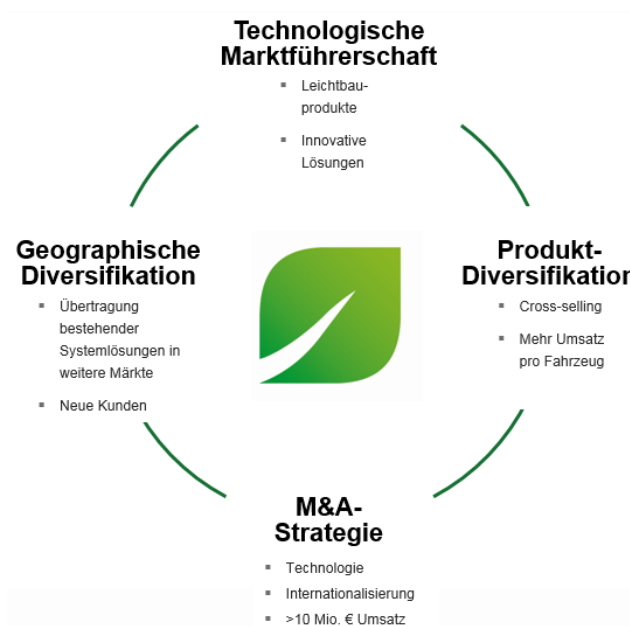 Technologische
Marktführerschaft
Leichtbau-
produkte
Innovative
Lösungen
Geographische
Diversifikation
Übertragung
bestehender
Systemlösungen in
weitere Märkte
Neue Kunden
Produkt-
Diversifikation
Cross-selling
Mehr Umsatz
pro Fahrzeug
M&A-
Strategie
Technologie
Internationalisierung
>10 Mio. € Umsatz